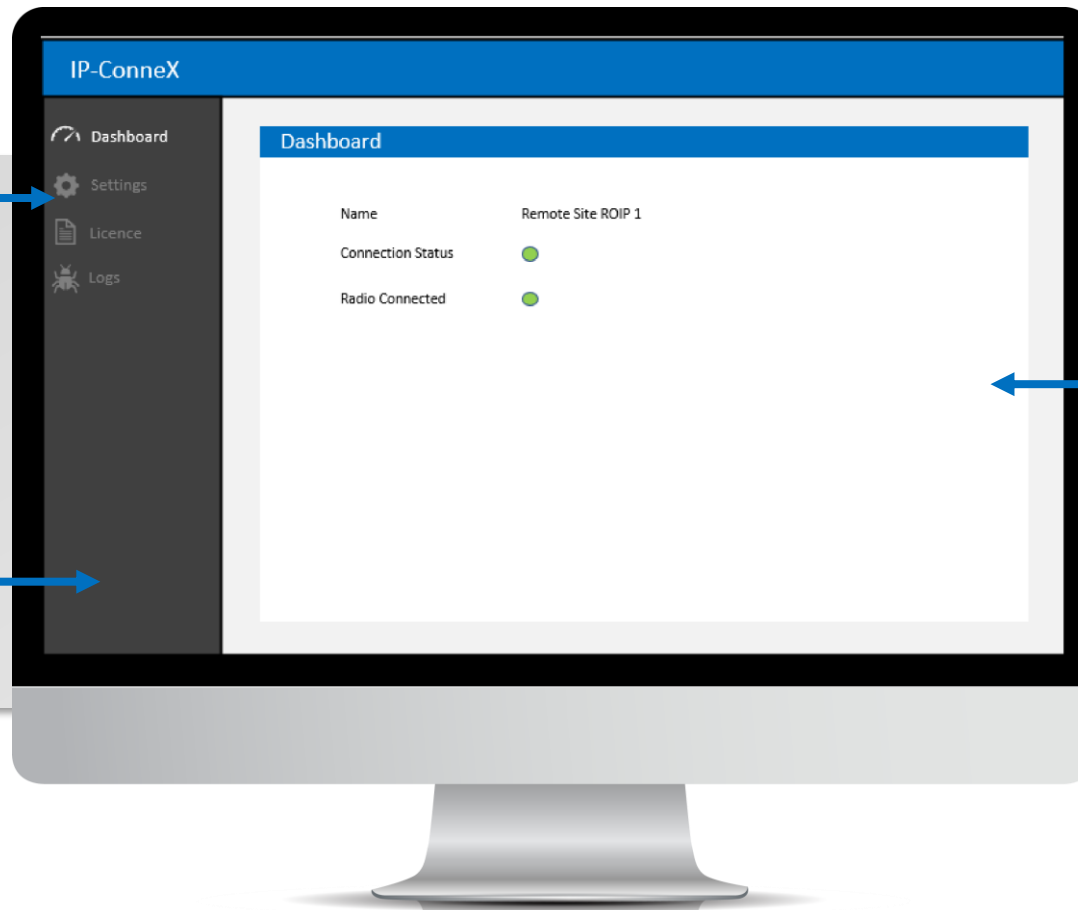 IP-ConneX
Dashboard
Settings
Licence
Logs
Dashboard
Name Remote Site ROIP 1
Connection Status
Radio Connected